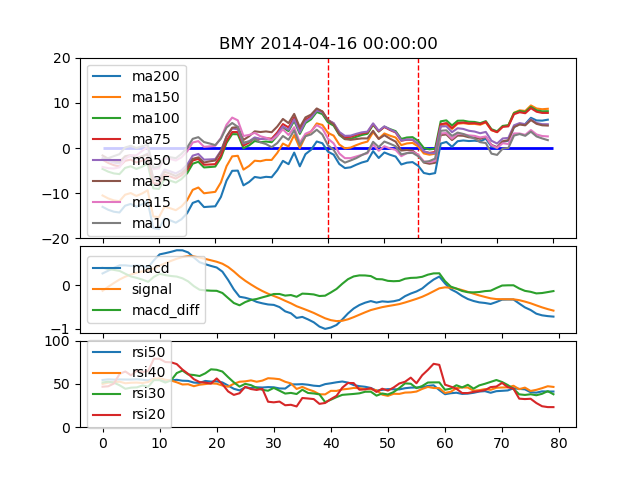 BMY 2014-04-16 00:00:00
20
10
0
−10
−20
ma200
ma150
ma100
ma75
ma50
ma35
ma15
ma10
0
−1
macd
signal
macd_diff
100
50
0
rsi50
rsi40
rsi30
rsi20
0 10 20 30 40 50 60 70 80